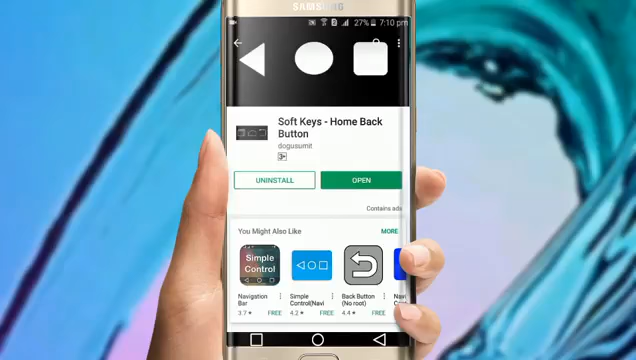 SAMSUNG
27% 7:10 pm
Soft Keys - Home Back
Button
dogusumit
3+
UNINSTALL
OPEN
Contains ads
You Might Also Like
MORE
Simple
Control
Navigation
Bar
3.7 ★ FREE
Simple
Control(Navi
4.2 ★ FREE
Back Button
(No root)
4.4 ★ FREE